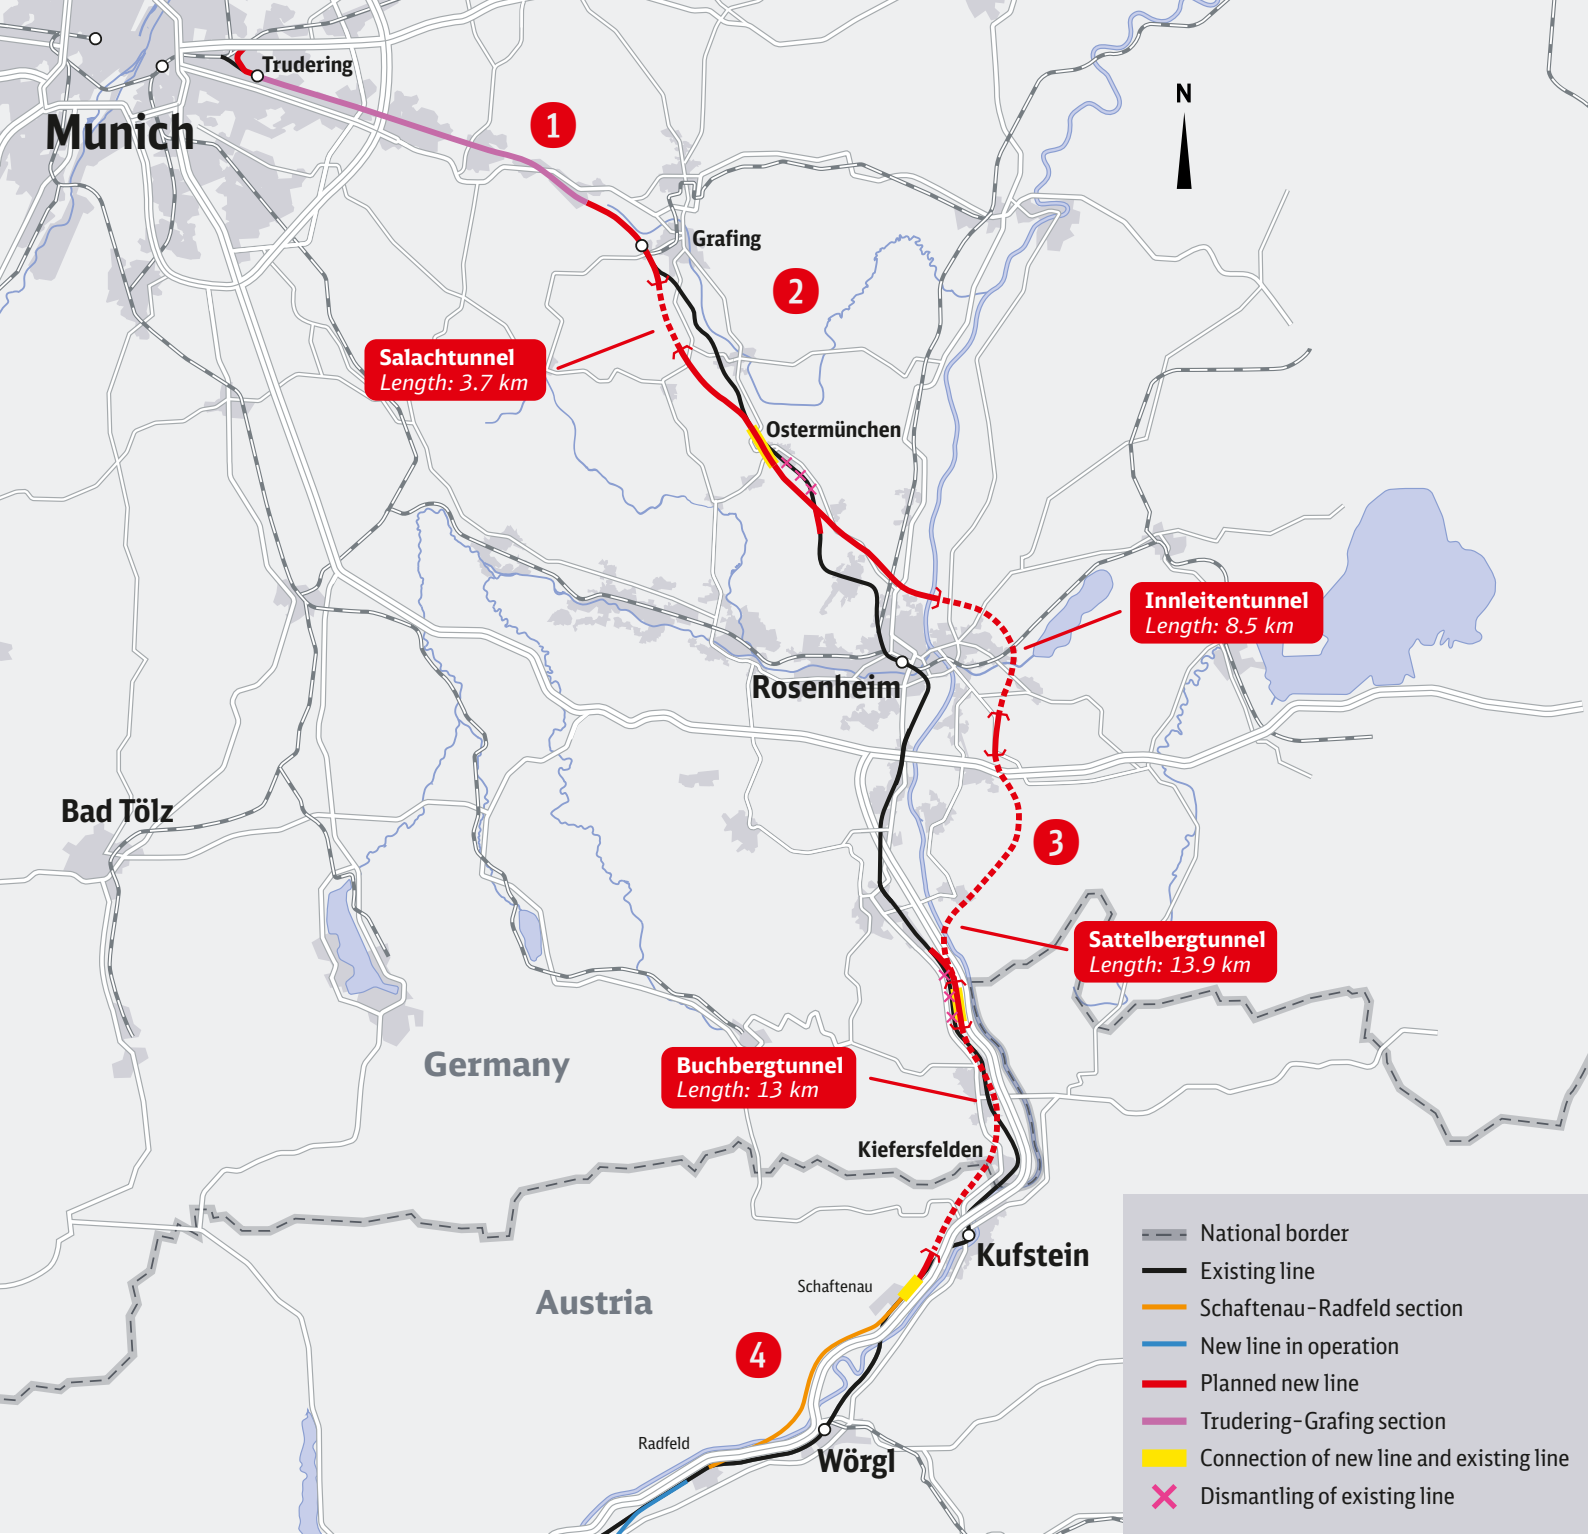 Trudering
N
1
Munich
Grafing
2
Salachtunnel
Length: 3.7 km
Ostermünchen
Innleitentunnel
Length: 8.5 km
Rosenheim
Bad Tölz
3
Sattelbergtunnel
Length: 13.9 km
Germany
Buchbergtunnel
Length: 13 km
Kiefersfelden
Kufstein
Schaftenau
Austria
4
Radfeld
Wörgl
National border
Existing line
Schaftenau–Radfeld section
New line in operation
Planned new line
Trudering–Grafing section
Connection of new line and existing line
Dismantling of existing line